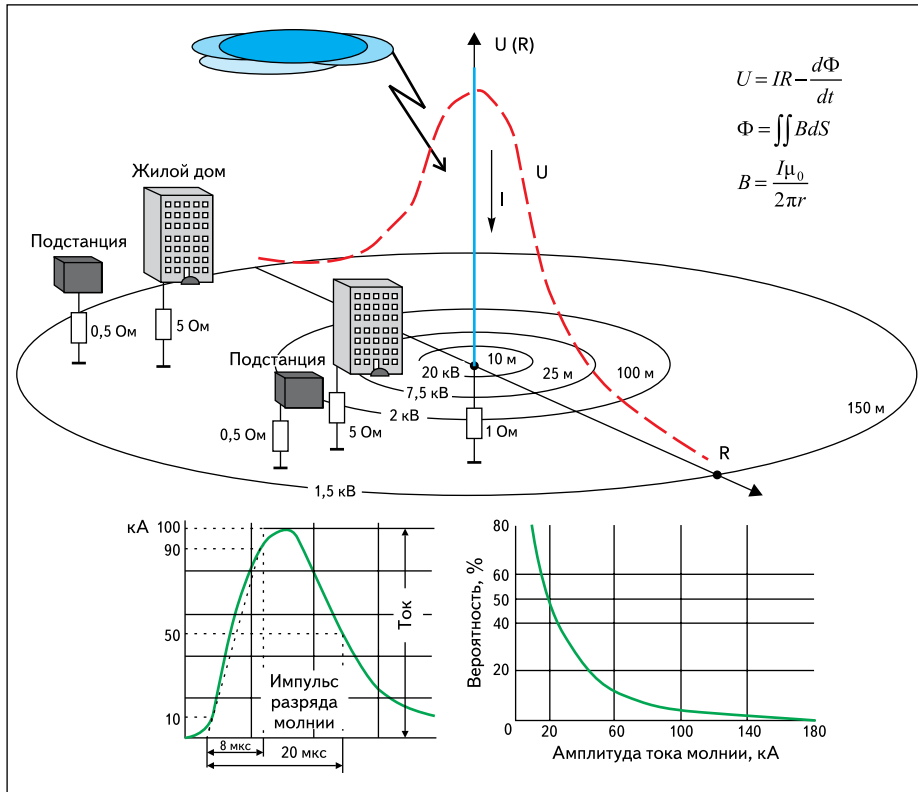 U (R)
U = IR − dΦ/dt
Φ = ∬ BdS
B = Iμ₀/2πr
Жилой дом
U
I
Подстанция
0,5 Ом
5 Ом
Подстанция
10 м
20 кВ
25 м
100 м
7,5 кВ
2 кВ
150 м
0,5 Ом
5 Ом
1 Ом
R
1,5 кВ
кА
100
90
50
10
Ток
Импульс
разряда
молнии
8 мкс
20 мкс
Вероятность, %
80
60
50
40
20
0
20
60
100
140
180
Амплитуда тока молнии, кА